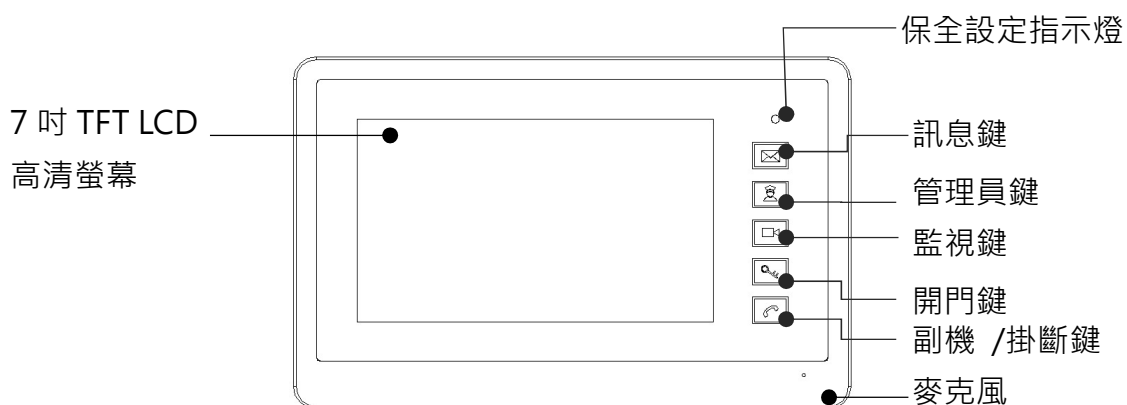 保全設定指示燈
7 吋 TFT LCD
高清螢幕
訊息鍵
管理員鍵
監視鍵
開門鍵
副機 /掛斷鍵
麥克風